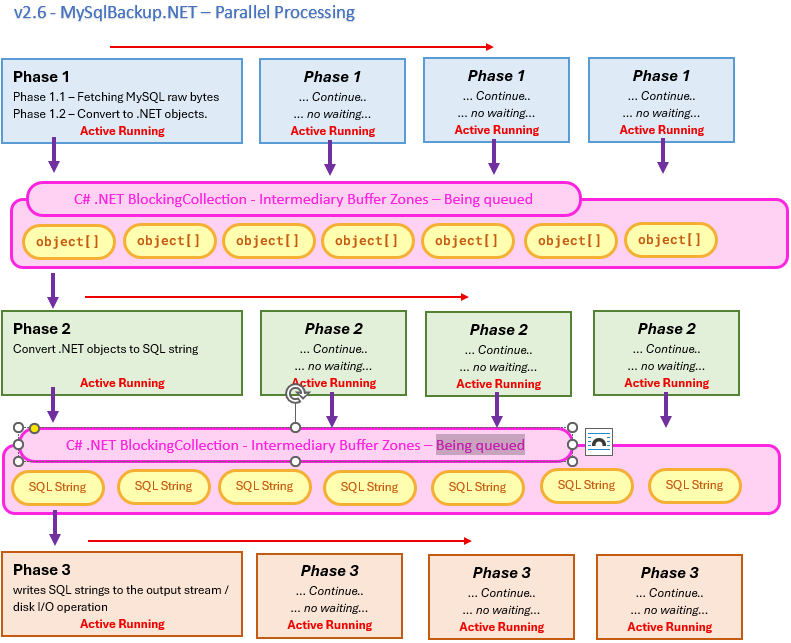 v2.6 - MySqlBackup.NET – Parallel Processing
Phase 1
Phase 1.1 – Fetching MySQL raw bytes
Phase 1.2 – Convert to .NET objects.
Active Running
Phase 1
... Continue..
... no waiting...
Active Running
Phase 1
... Continue..
... no waiting...
Active Running
Phase 1
... Continue..
... no waiting...
Active Running
C# .NET BlockingCollection - Intermediary Buffer Zones – Being queued
object[]
object[]
object[]
object[]
object[]
object[]
object[]
Phase 2
Convert .NET objects to SQL string
Active Running
Phase 2
... Continue..
... no waiting...
Active Running
Phase 2
... Continue..
... no waiting...
Active Running
Phase 2
... Continue..
... no waiting...
Active Running
C# .NET BlockingCollection - Intermediary Buffer Zones – Being queued
SQL String
SQL String
SQL String
SQL String
SQL String
SQL String
SQL String
Phase 3
writes SQL strings to the output stream /
disk I/O operation
Active Running
Phase 3
... Continue..
... no waiting...
Active Running
Phase 3
... Continue..
... no waiting...
Active Running
Phase 3
... Continue..
... no waiting...
Active Running